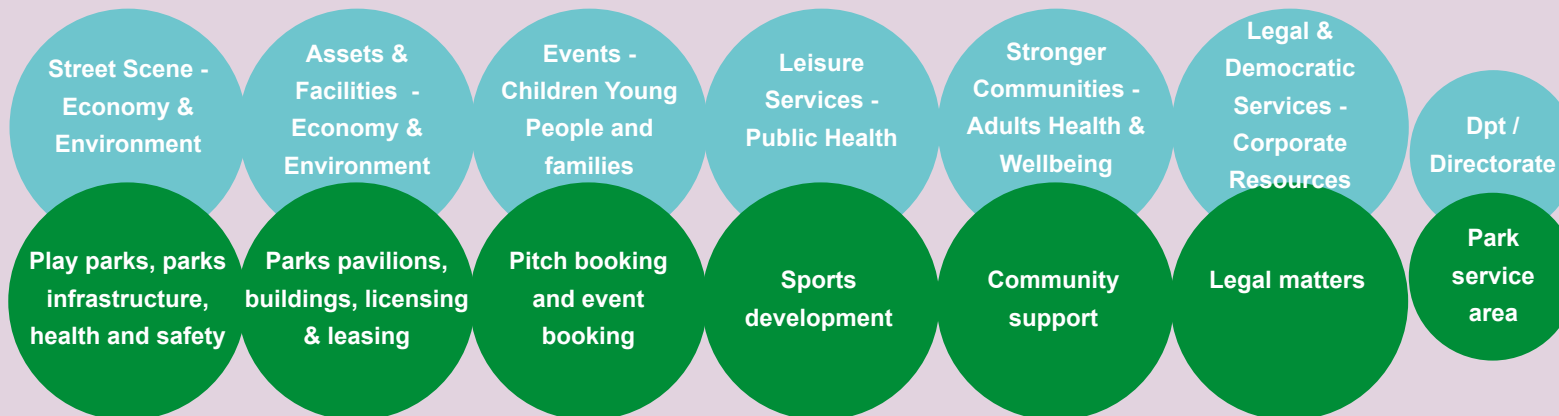 Street Scene -
Economy &
Environment
Assets &
Facilities -
Economy &
Environment
Events -
Children Young
People and
families
Leisure
Services -
Public Health
Stronger
Communities -
Adults Health &
Wellbeing
Legal &
Democratic
Services -
Corporate
Resources
Dpt /
Directorate
Play parks, parks
infrastructure,
health and safety
Parks pavilions,
buildings, licensing
& leasing
Pitch booking
and event
booking
Sports
development
Community
support
Legal matters
Park
service
area